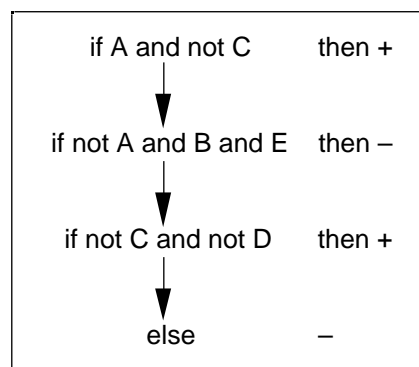 if A and not C then +
if not A and B and E then –
if not C and not D then +
else –